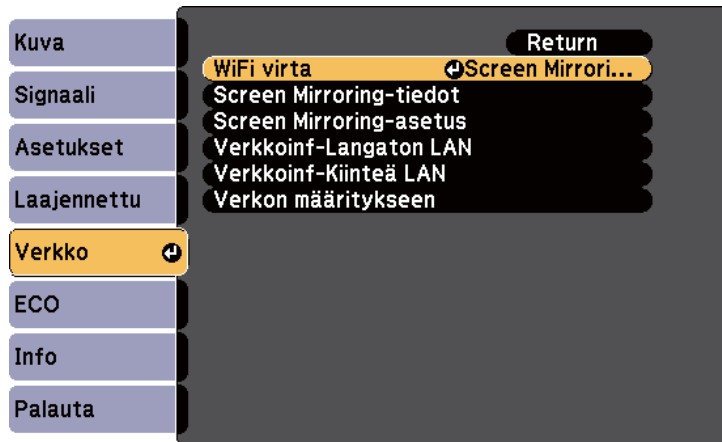 Kuva
Signaali
Asetukset
Laajennettu
Verkko
ECO
Info
Palauta
Return
WiFi virta Screen Mirrori...
Screen Mirroring-tiedot
Screen Mirroring-asetus
Verkkoinf-Langaton LAN
Verkkoinf-Kiinteä LAN
Verkon määritykseen